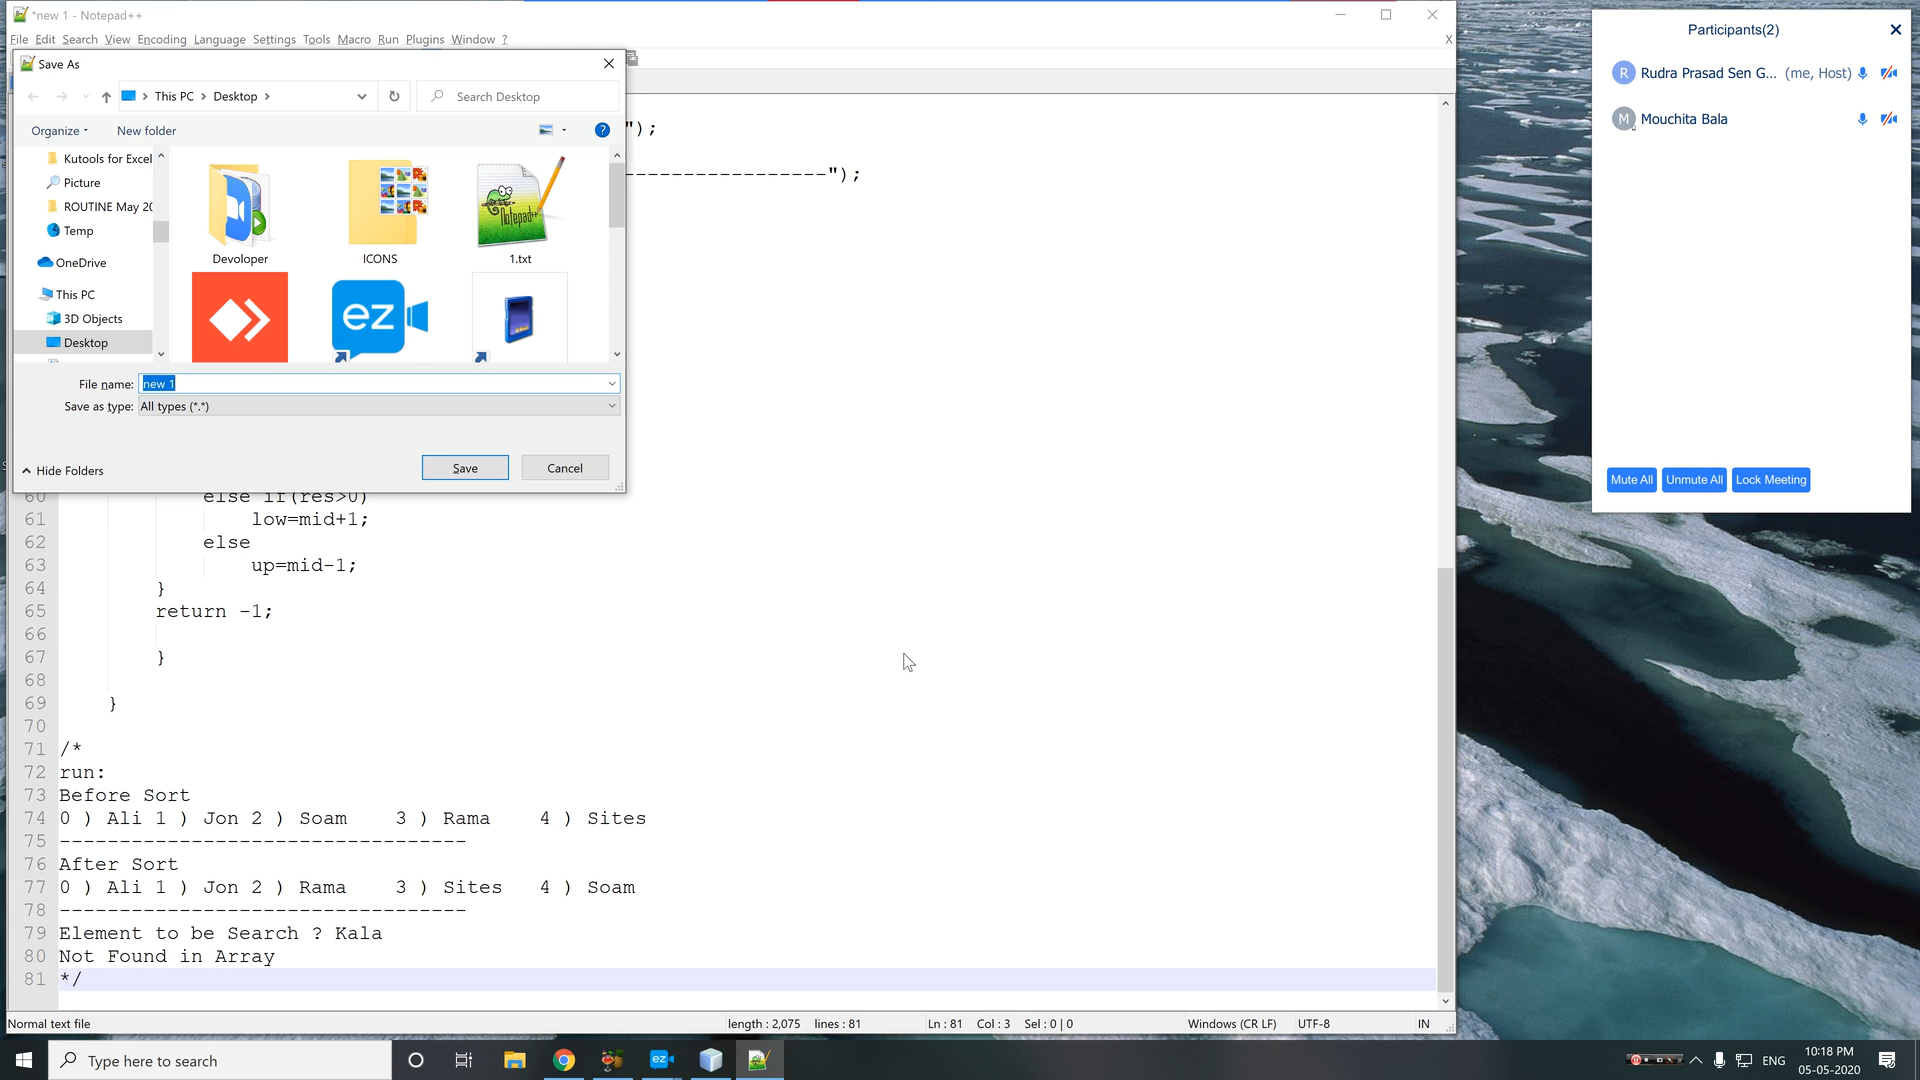 *new 1 - Notepad++
File Edit Search View Encoding Language Settings Tools Macro Run Plugins Window ?
X
Save As
This PC > Desktop >
Search Desktop
Organize
New folder
Kutools for Excel
Picture
ROUTINE May 20
Temp
OneDrive
This PC
3D Objects
Desktop
Devoloper
ICONS
Notepad++
1.txt
ez
File name: new 1
Save as type: All types (*.*)
Hide Folders
Save
Cancel
");
-----------------");
60 else if(res>0)
61 low=mid+1;
62 else
63 up=mid-1;
64 }
65 return -1;
66
67 }
68
69 }
70
71 /*
72 run:
73 Before Sort
74 0 ) Ali 1 ) Jon 2 ) Soam 3 ) Rama 4 ) Sites
75 ----------------------------------
76 After Sort
77 0 ) Ali 1 ) Jon 2 ) Rama 3 ) Sites 4 ) Soam
78 ----------------------------------
79 Element to be Search ? Kala
80 Not Found in Array
81 */
Normal text file length : 2,075 lines : 81 Ln : 81 Col : 3 Sel : 0 | 0 Windows (CR LF) UTF-8 IN
Participants(2)
R Rudra Prasad Sen G... (me, Host)
M Mouchita Bala
Mute All Unmute All Lock Meeting
Type here to search
ez
ENG
10:18 PM
05-05-2020